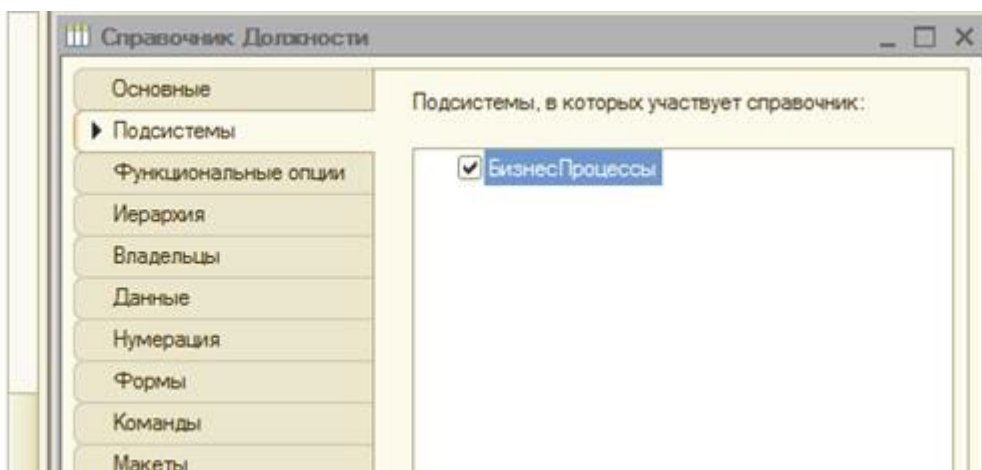 Справочник Должности
Основные
Подсистемы
Функциональные опции
Иерархия
Владельцы
Данные
Нумерация
Формы
Команды
Макеты
Подсистемы, в которых участвует справочник:
БизнесПроцессы